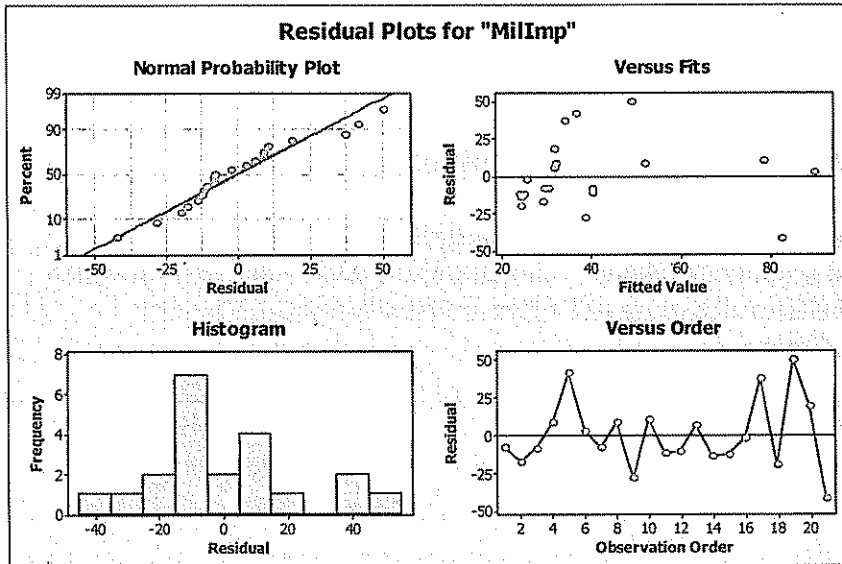 Residual Plots for "MilImp"
Normal Probability Plot
99
90
50
10
1
Percent
-50 -25 0 25 50
Residual
Versus Fits
50
25
0
-25
-50
Residual
20 40 60 80
Fitted Value
Histogram
8
6
4
2
0
Frequency
-40 -20 0 20 40
Residual
Versus Order
50
25
0
-25
-50
Residual
2 4 6 8 10 12 14 16 18 20
Observation Order